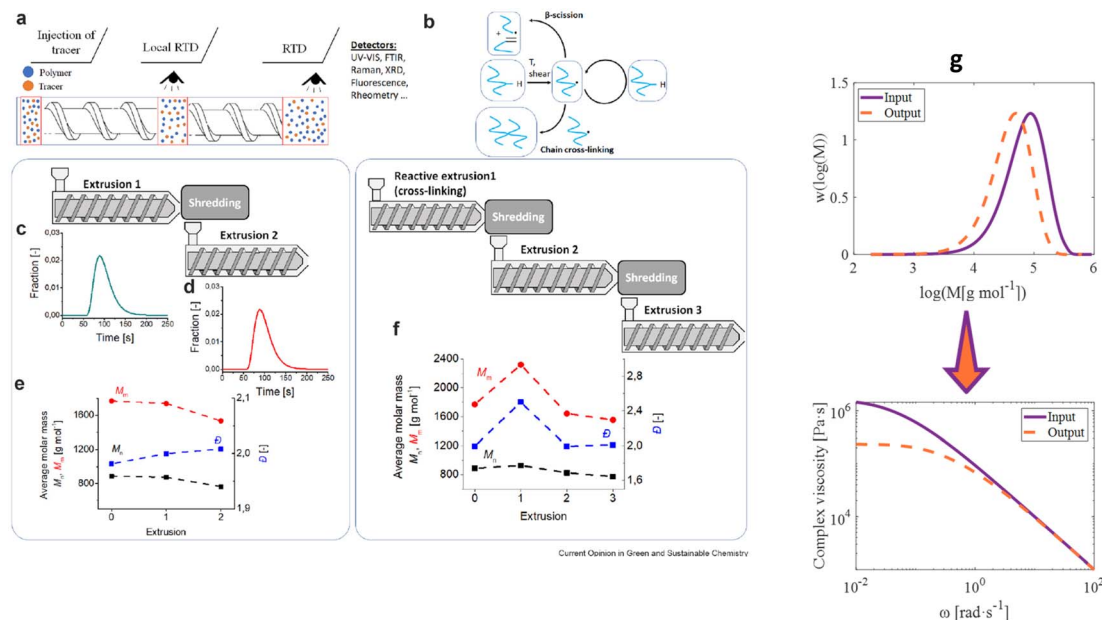 a
Injection of
tracer
Local RTD
RTD
Polymer
Tracer
Detectors:
UV-VIS, FTIR,
Raman, XRD,
Fluorescence,
Rheometry ...
b
β-scission
+
T,
shear
H
H
Chain cross-linking
Extrusion 1
Shredding
Extrusion 2
c
0,03
0,02
0,01
0,00
Fraction [-]
0 50 100 150 200 250
Time [s]
d
0.03
0.02
0.01
0.00
Fraction [-]
0 50 100 150 200 250
Time [s]
e
Mm
Mn
Đ
1600
1200
800
Average molar mass
Mn, Mm [g mol-1]
2,1
2,0
1,9
Đ [-]
0 1 2
Extrusion
Reactive extrusion1
(cross-linking)
Shredding
Extrusion 2
Shredding
Extrusion 3
f
2400
2000
1600
1200
800
400
Average molar mass
Mn, Mm [g mol-1]
Mm
Đ
Mn
2,8
2,4
2,0
1,6
Đ [-]
0 1 2 3
Extrusion
Current Opinion in Green and Sustainable Chemistry
g
1.5
1
0.5
0
w(log(M))
Input
Output
2 3 4 5 6
log(M[g mol-1])
Complex viscosity [Pa·s]
10^6
10^4
Input
Output
10^-2 10^0 10^2
ω [rad·s-1]